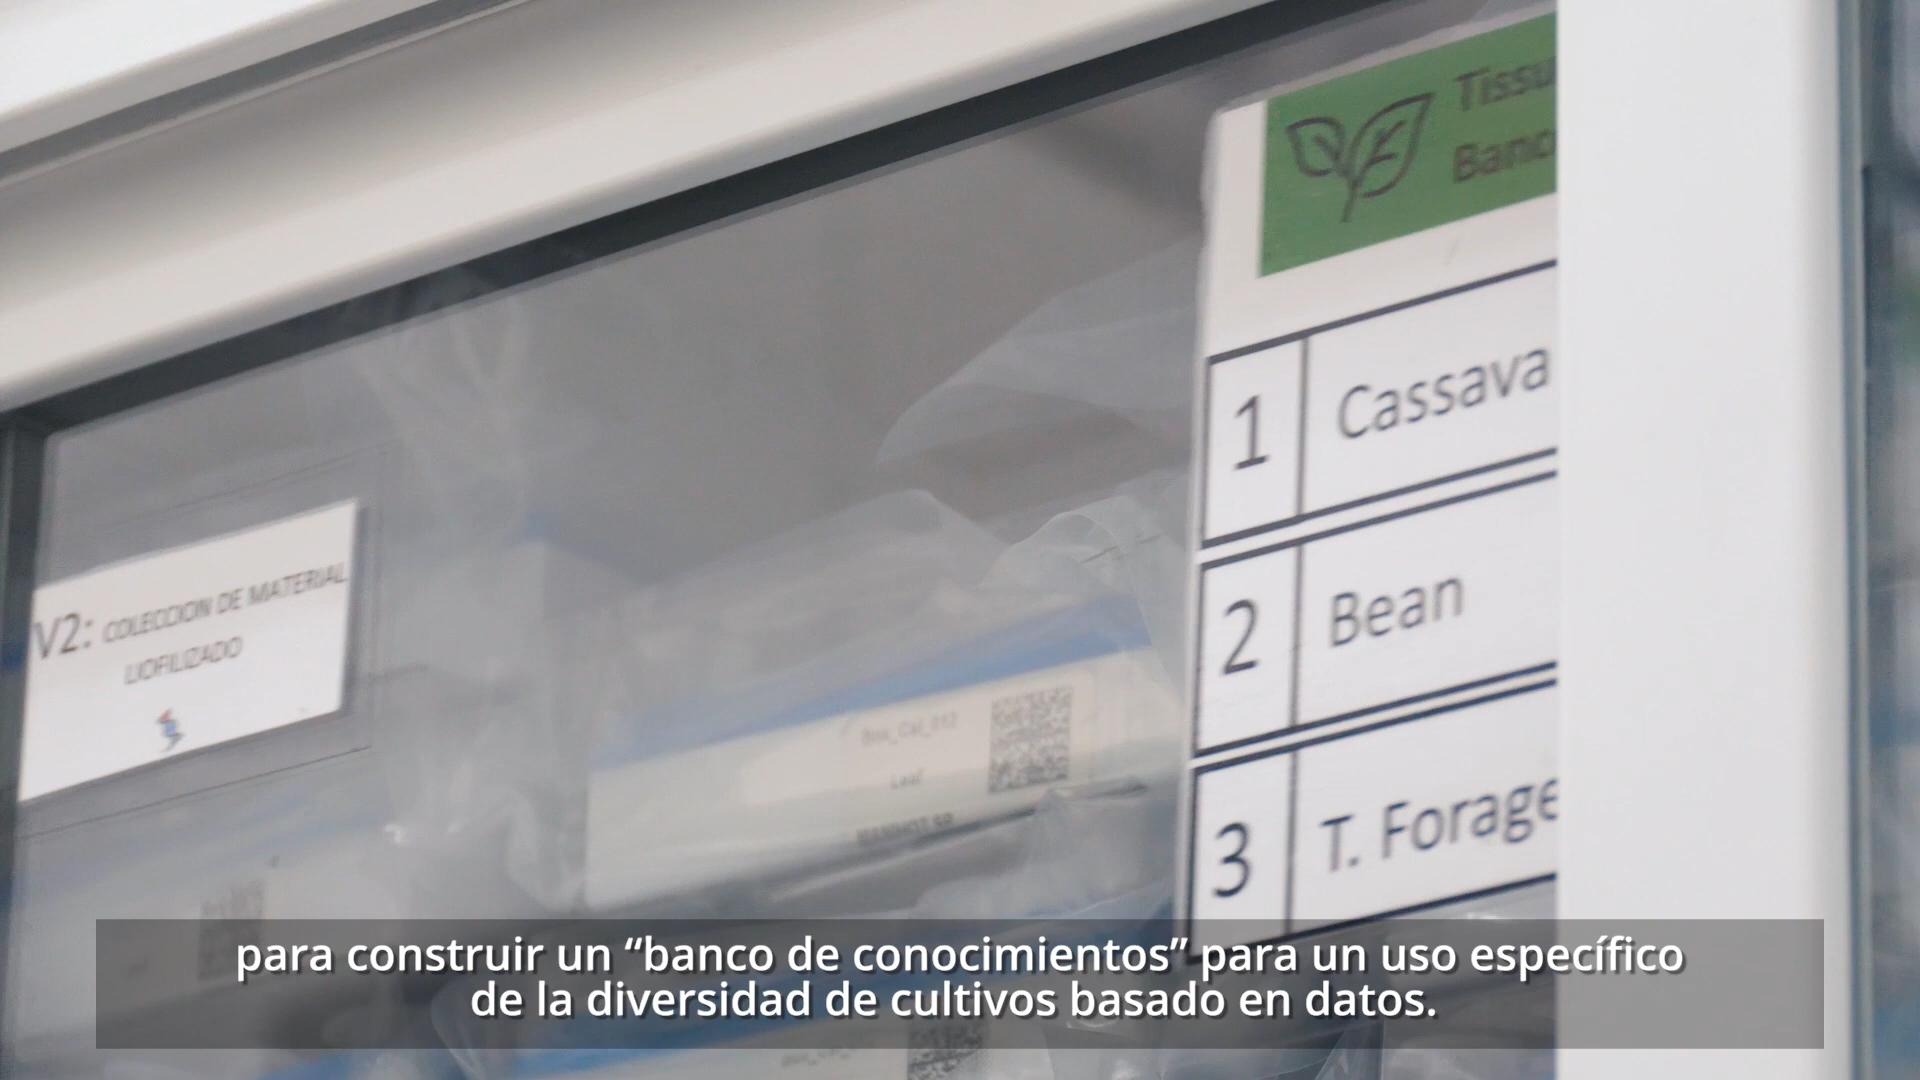 Tissu
Banc
1 Cassava
2 Bean
3 T. Forage
V2: COLECCION DE MATERIAL
LIOFILIZADO
Leaf
para construir un “banco de conocimientos” para un uso específico
de la diversidad de cultivos basado en datos.